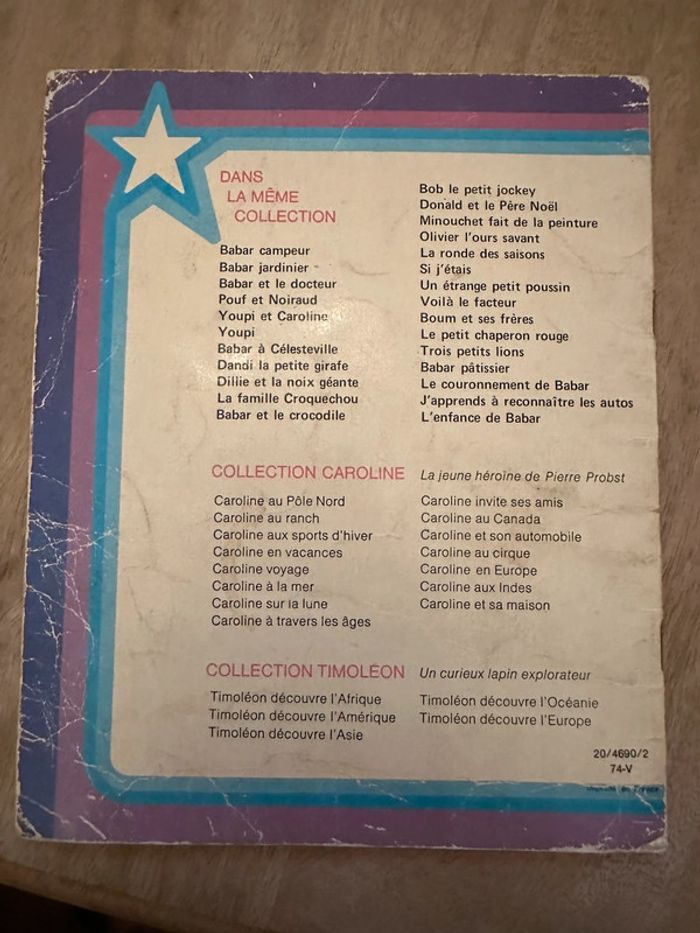 DANS
LA MÊME
COLLECTION
Babar campeur
Babar jardinier
Babar et le docteur
Pouf et Noiraud
Youpi et Caroline
Youpi
Babar à Célesteville
Dandi la petite girafe
Dillie et la noix géante
La famille Croquechou
Babar et le crocodile
Bob le petit jockey
Donald et le Père Noël
Minouchet fait de la peinture
Olivier l'ours savant
La ronde des saisons
Si j'étais
Un étrange petit poussin
Voilà le facteur
Boum et ses frères
Le petit chaperon rouge
Trois petits lions
Babar pâtissier
Le couronnement de Babar
J'apprends à reconnaître les autos
L'enfance de Babar
COLLECTION CAROLINE La jeune héroïne de Pierre Probst
Caroline au Pôle Nord
Caroline au ranch
Caroline aux sports d'hiver
Caroline en vacances
Caroline voyage
Caroline à la mer
Caroline sur la lune
Caroline à travers les âges
Caroline invite ses amis
Caroline au Canada
Caroline et son automobile
Caroline au cirque
Caroline en Europe
Caroline aux Indes
Caroline et sa maison
COLLECTION TIMOLÉON Un curieux lapin explorateur
Timoléon découvre l'Afrique
Timoléon découvre l'Amérique
Timoléon découvre l'Asie
Timoléon découvre l'Océanie
Timoléon découvre l'Europe
20/4690/2
74-V
en France